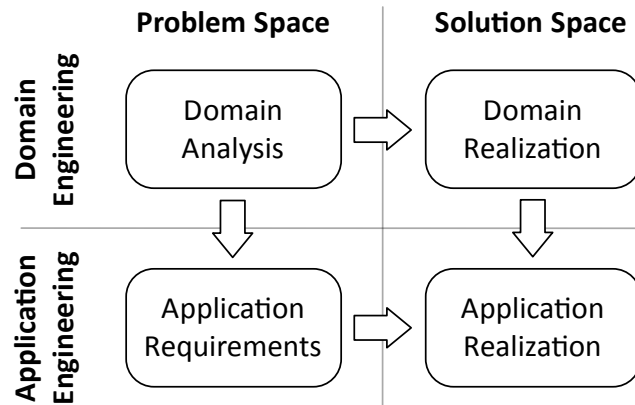 Problem Space
Solution Space
Domain
Engineering
Domain
Analysis
Domain
Realization
Application
Engineering
Application
Requirements
Application
Realization